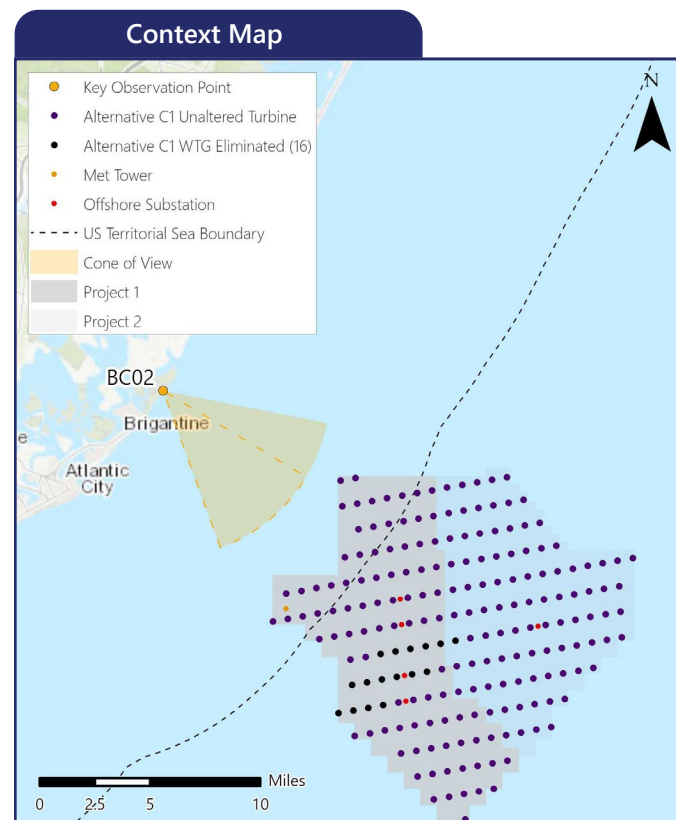 Context Map
N
Key Observation Point
Alternative C1 Unaltered Turbine
Alternative C1 WTG Eliminated (16)
Met Tower
Offshore Substation
US Territorial Sea Boundary
Cone of View
Project 1
Project 2
BC02
Brigantine
e
Atlantic
City
Miles
0 2.5 5 10